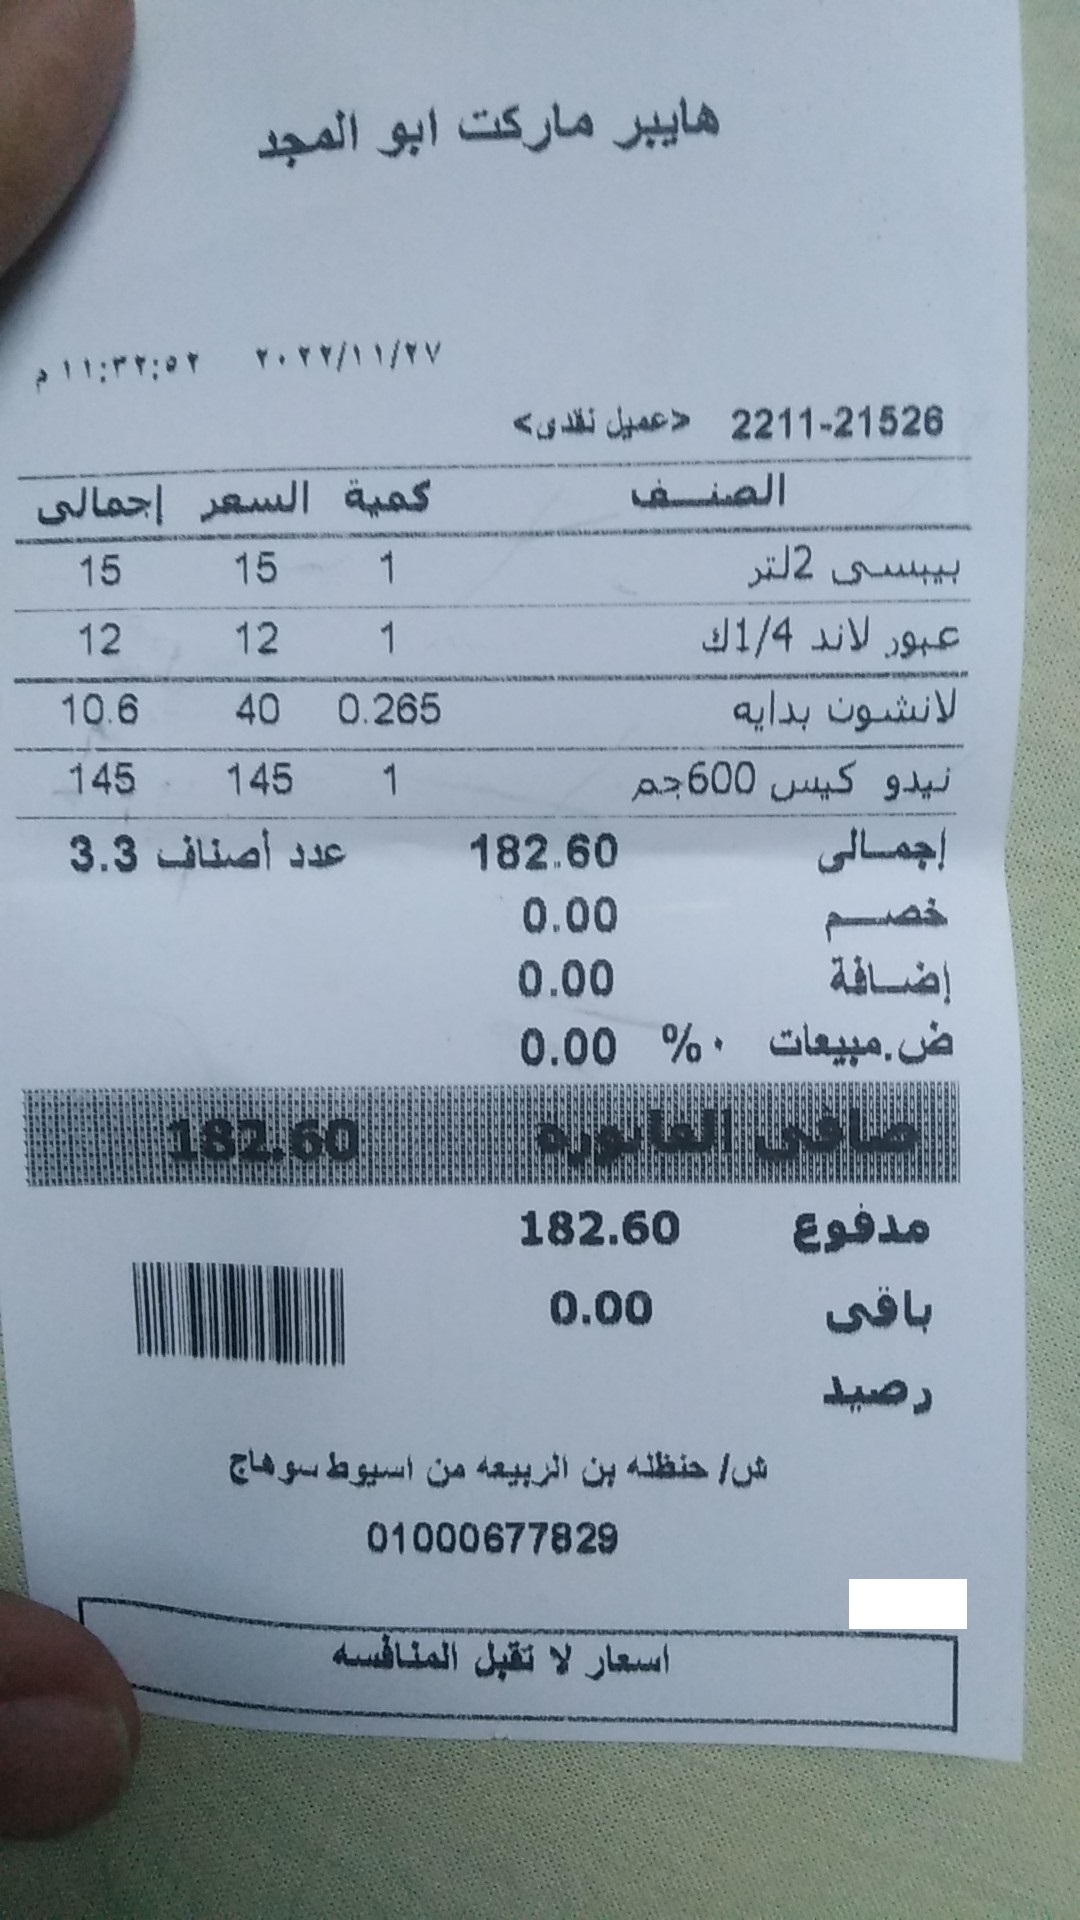 هايبر ماركت ابو المجد
٢٠٢٢/١١/٢٧ ١١:٣٢:٥٢ م
2211-21526 <عميل نقدى>
الصنــف كمية السعر إجمالى
بيبسى 2لتر 1 15 15
عبور لاند 1/4ك 1 12 12
لانشون بدايه 0.265 40 10.6
نيدو كيس 600جم 1 145 145
إجمــالى 182.60 عدد أصناف 3.3
خصــم 0.00
إضــافة 0.00
ض.مبيعات ٠% 0.00
صافى الفاتوره 182.60
مدفوع 182.60
باقى 0.00
رصيد
ش/ حنظله بن الربيعه من اسيوط سوهاج
01000677829
اسعار لا تقبل المنافسه